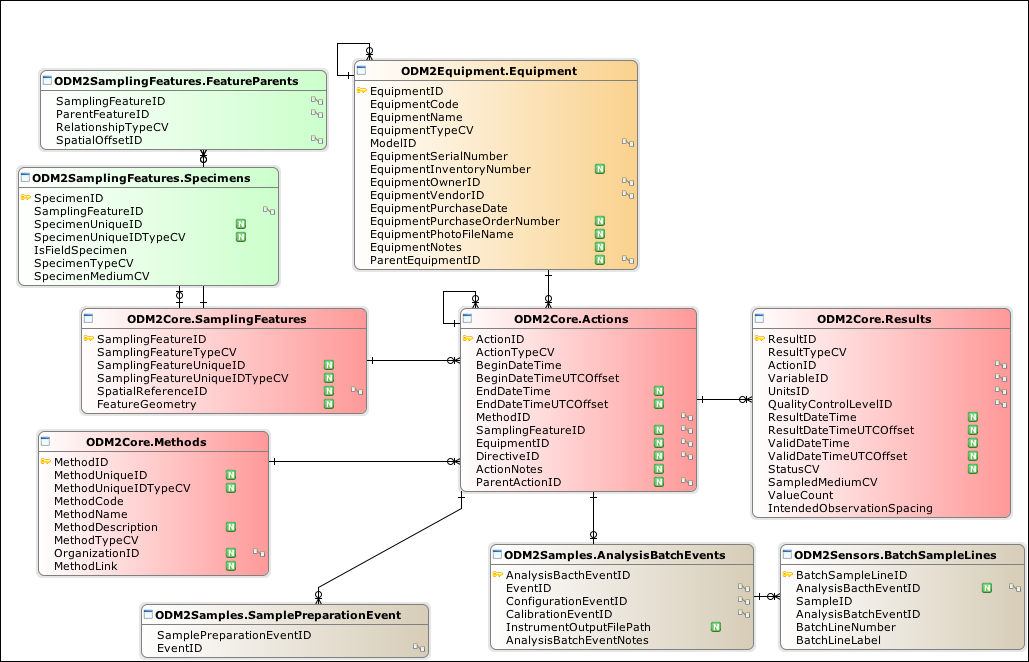 ODM2SamplingFeatures.FeatureParents
SamplingFeatureID
ParentFeatureID
RelationshipTypeCV
SpatialOffsetID
ODM2Equipment.Equipment
EquipmentID
EquipmentCode
EquipmentName
EquipmentTypeCV
ModelID
EquipmentSerialNumber
EquipmentInventoryNumber N
EquipmentOwnerID
EquipmentVendorID
EquipmentPurchaseDate
EquipmentPurchaseOrderNumber N
EquipmentPhotoFileName N
EquipmentNotes N
ParentEquipmentID N
ODM2SamplingFeatures.Specimens
SpecimenID
SamplingFeatureID
SpecimenUniqueID N
SpecimenUniqueIDTypeCV N
IsFieldSpecimen
SpecimenTypeCV
SpecimenMediumCV
ODM2Core.SamplingFeatures
SamplingFeatureID
SamplingFeatureTypeCV
SamplingFeatureUniqueID N
SamplingFeatureUniqueIDTypeCV N
SpatialReferenceID N
FeatureGeometry N
ODM2Core.Actions
ActionID
ActionTypeCV
BeginDateTime
BeginDateTimeUTCOffset
EndDateTime N
EndDateTimeUTCOffset N
MethodID
SamplingFeatureID N
EquipmentID N
DirectiveID N
ActionNotes N
ParentActionID N
ODM2Core.Results
ResultID
ResultTypeCV
ActionID
VariableID
UnitsID
QualityControlLevelID
ResultDateTime N
ResultDateTimeUTCOffset N
ValidDateTime N
ValidDateTimeUTCOffset N
StatusCV N
SampledMediumCV
ValueCount
IntendedObservationSpacing
ODM2Core.Methods
MethodID
MethodUniqueID N
MethodUniqueIDTypeCV N
MethodCode
MethodName
MethodDescription N
MethodTypeCV
OrganizationID N
MethodLink N
ODM2Samples.SamplePreparationEvent
SamplePreparationEventID
EventID
ODM2Samples.AnalysisBatchEvents
AnalysisBacthEventID
EventID
ConfigurationEventID
CalibrationEventID
InstrumentOutputFilePath N
AnalysisBatchEventNotes
ODM2Sensors.BatchSampleLines
BatchSampleLineID
AnalysisBacthEventID N
SampleID
AnalysisBatchEventID
BatchLineNumber
BatchLineLabel